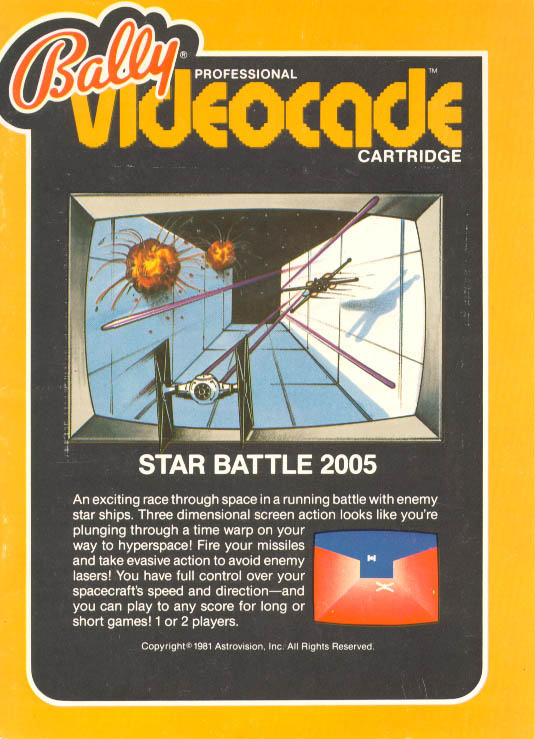 Bally®
PROFESSIONAL
VIDEOCADE™
CARTRIDGE
STAR BATTLE 2005
An exciting race through space in a running battle with enemy
star ships. Three dimensional screen action looks like you're
plunging through a time warp on your
way to hyperspace! Fire your missiles
and take evasive action to avoid enemy
lasers! You have full control over your
spacecraft's speed and direction—and
you can play to any score for long or
short games! 1 or 2 players.
Copyright© 1981 Astrovision, Inc. All Rights Reserved.